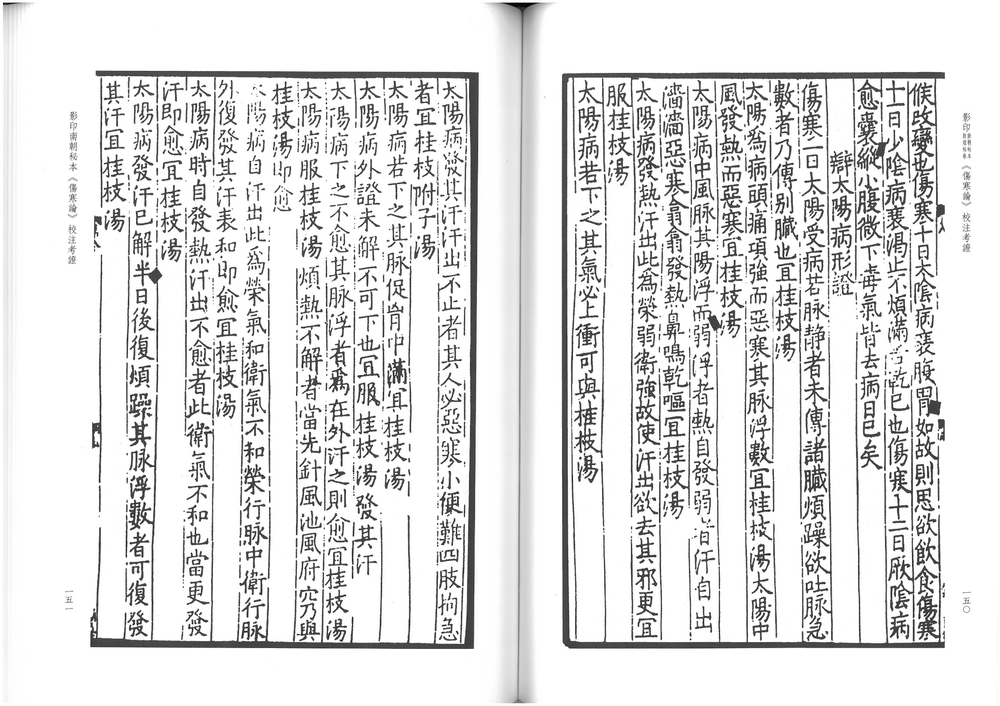 影印南朝秘本敦煌秘卷《傷寒論》校注考證
候改變也傷寒十日太陰病衰腹胃如故則思欲飲食傷寒
十一日少陰病衰渴止不煩滿舌乾已也傷寒十二日厥陰病
愈囊縱小腹微下毒氣皆去病日已矣
辯太陽病形證
傷寒一日太陽受病若脉静者未傳諸臟煩躁欲吐脉急
數者乃傳别臟也宜桂枝湯
太陽爲病頭痛項強而惡寒其脉浮數宜桂枝湯太陽中
風發熱而惡寒宜桂枝湯
太陽病中風脉其陽浮而弱浮者熱自發弱者汗自出
濇濇惡寒翕翕發熱鼻鳴乾嘔宜桂枝湯
太陽病發熱汗出此爲榮弱衛強故使汗出欲去其邪更宜
服桂枝湯
太陽病若下之其氣必上衝可與桂枝湯
一五〇
太陽病發其汗汗出不止者其人必惡寒小便難四肢拘急
者宜桂枝附子湯
太陽病若下之其脉促胷中滿宜桂枝湯
太陽病外證未解不可下也宜服桂枝湯發其汗
太陽病下之不愈其脉浮者爲在外汗之則愈宜桂枝湯
太陽病服桂枝湯煩熱不解者當先針風池風府穴乃與
桂枝湯即愈
太陽病自汗出此爲榮氣和衛氣不和榮行脉中衛行脉
外復發其汗表和即愈宜桂枝湯
太陽病時自發熱汗出不愈者此衛氣不和也當更發
汗即愈宜桂枝湯
太陽病發汗已解半日後復煩躁其脉浮數者可復發
其汗宜桂枝湯
影印南朝秘本《傷寒論》校注考證
一五一